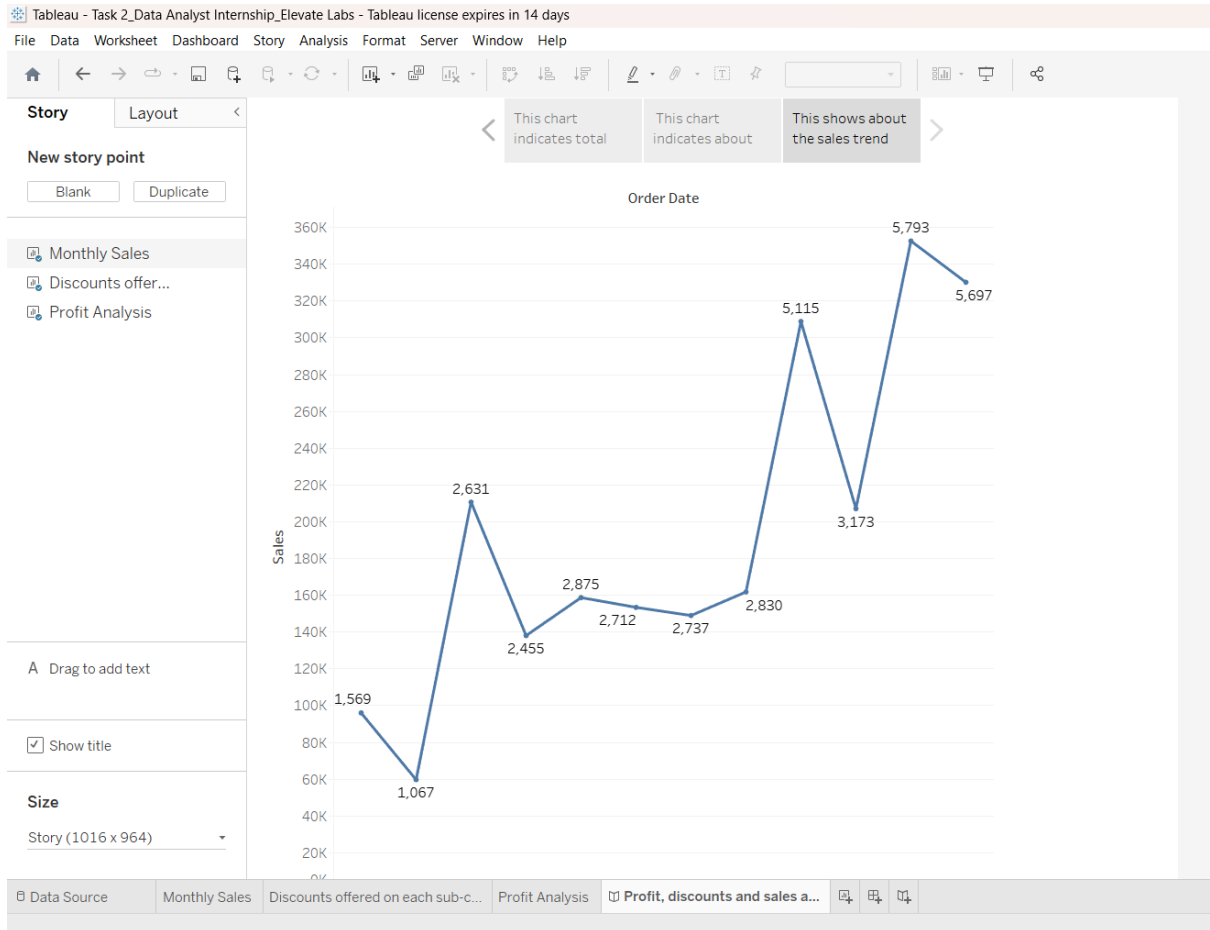 Tableau - Task 2_Data Analyst Internship_Elevate Labs - Tableau license expires in 14 days
File Data Worksheet Dashboard Story Analysis Format Server Window Help
Story Layout
New story point
Blank Duplicate
Monthly Sales
Discounts offer...
Profit Analysis
A Drag to add text
Show title
Size
Story (1016 x 964)
This chart
indicates total
This chart
indicates about
This shows about
the sales trend
Order Date
Sales
360K
340K
320K
300K
280K
260K
240K
220K
200K
180K
160K
140K
120K
100K
80K
60K
40K
20K
0K
1,569
1,067
2,631
2,455
2,875
2,712
2,737
2,830
5,115
3,173
5,793
5,697
Data Source Monthly Sales Discounts offered on each sub-c... Profit Analysis Profit, discounts and sales a...